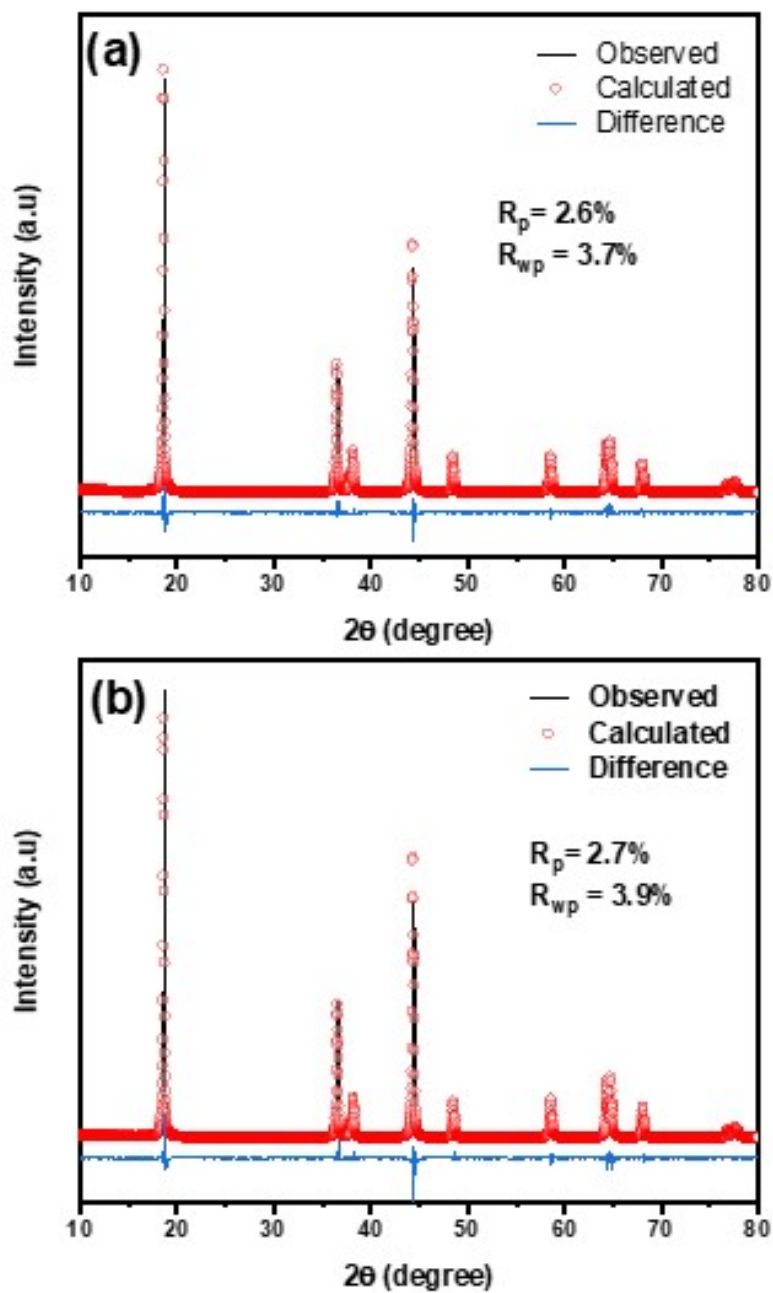 (a)
Observed
Calculated
Difference
Rp= 2.6%
Rwp = 3.7%
Intensity (a.u)
10 20 30 40 50 60 70 80
2θ (degree)
(b)
Observed
Calculated
Difference
Rp= 2.7%
Rwp = 3.9%
Intensity (a.u)
10 20 30 40 50 60 70 80
2θ (degree)